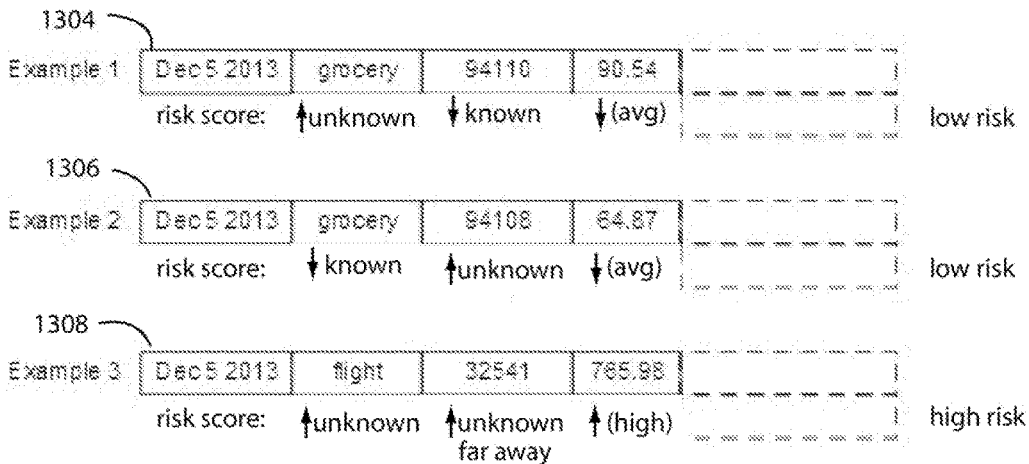 1304
Example 1 Dec 5 2013 grocery 94110 90.54
risk score: ↑unknown ↓ known ↓ (avg) low risk
1306
Example 2 Dec 5 2013 grocery 94108 64.87
risk score: ↓ known ↑unknown ↓ (avg) low risk
1308
Example 3 Dec 5 2013 flight 32541 765.98
risk score: ↑unknown ↑unknown ↑ (high) high risk
far away